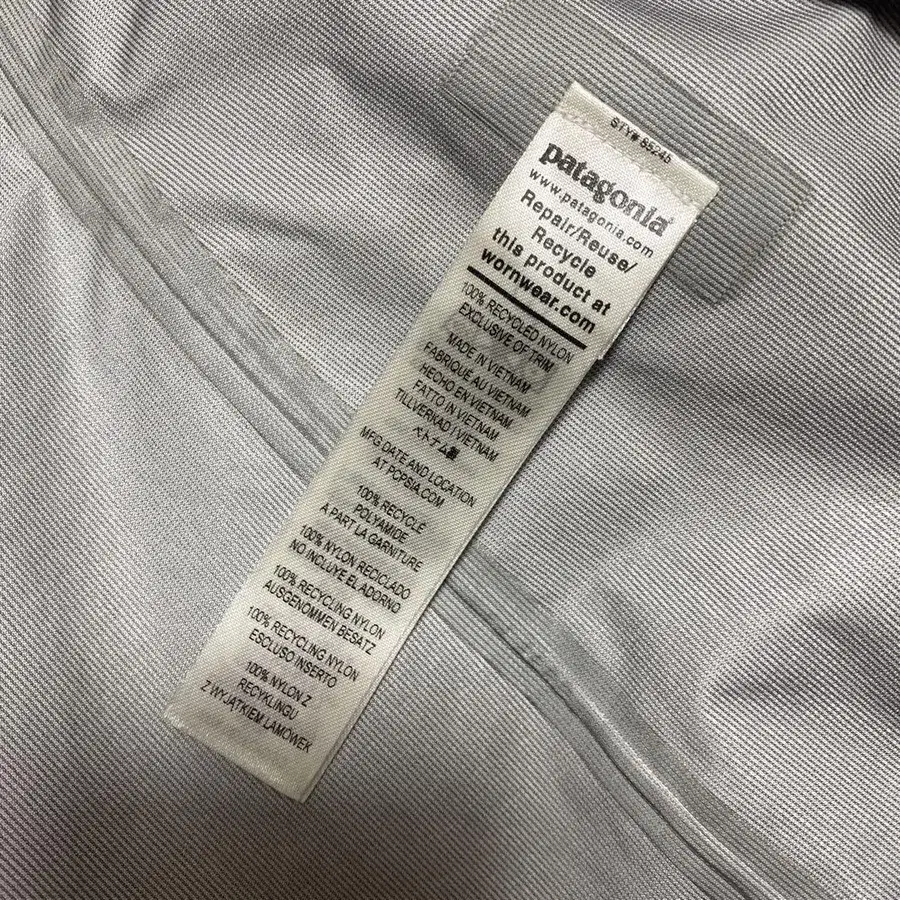 STY# 85245
patagonia®
www.patagonia.com
Repair/Reuse/
Recycle
this product at
wornwear.com
100% RECYCLED NYLON
EXCLUSIVE OF TRIM
MADE IN VIETNAM
FABRIQUÉ AU VIETNAM
HECHO EN VIETNAM
FATTO IN VIETNAM
TILLVERKAD I VIETNAM
ベトナム製
MFG DATE AND LOCATION
AT PCPSIA.COM
100% RECYCLÉ
POLYAMIDE
A PART LA GARNITURE
100% NYLON RECICLADO
NO INCLUYE EL ADORNO
100% RECYCLING NYLON
AUSGENOMMEN BESATZ
100% RECYCLING NYLON
ESCLUSO INSERTO
100% NYLON Z
RECYKLINGU
Z WYJĄTKIEM LAMÓWEK